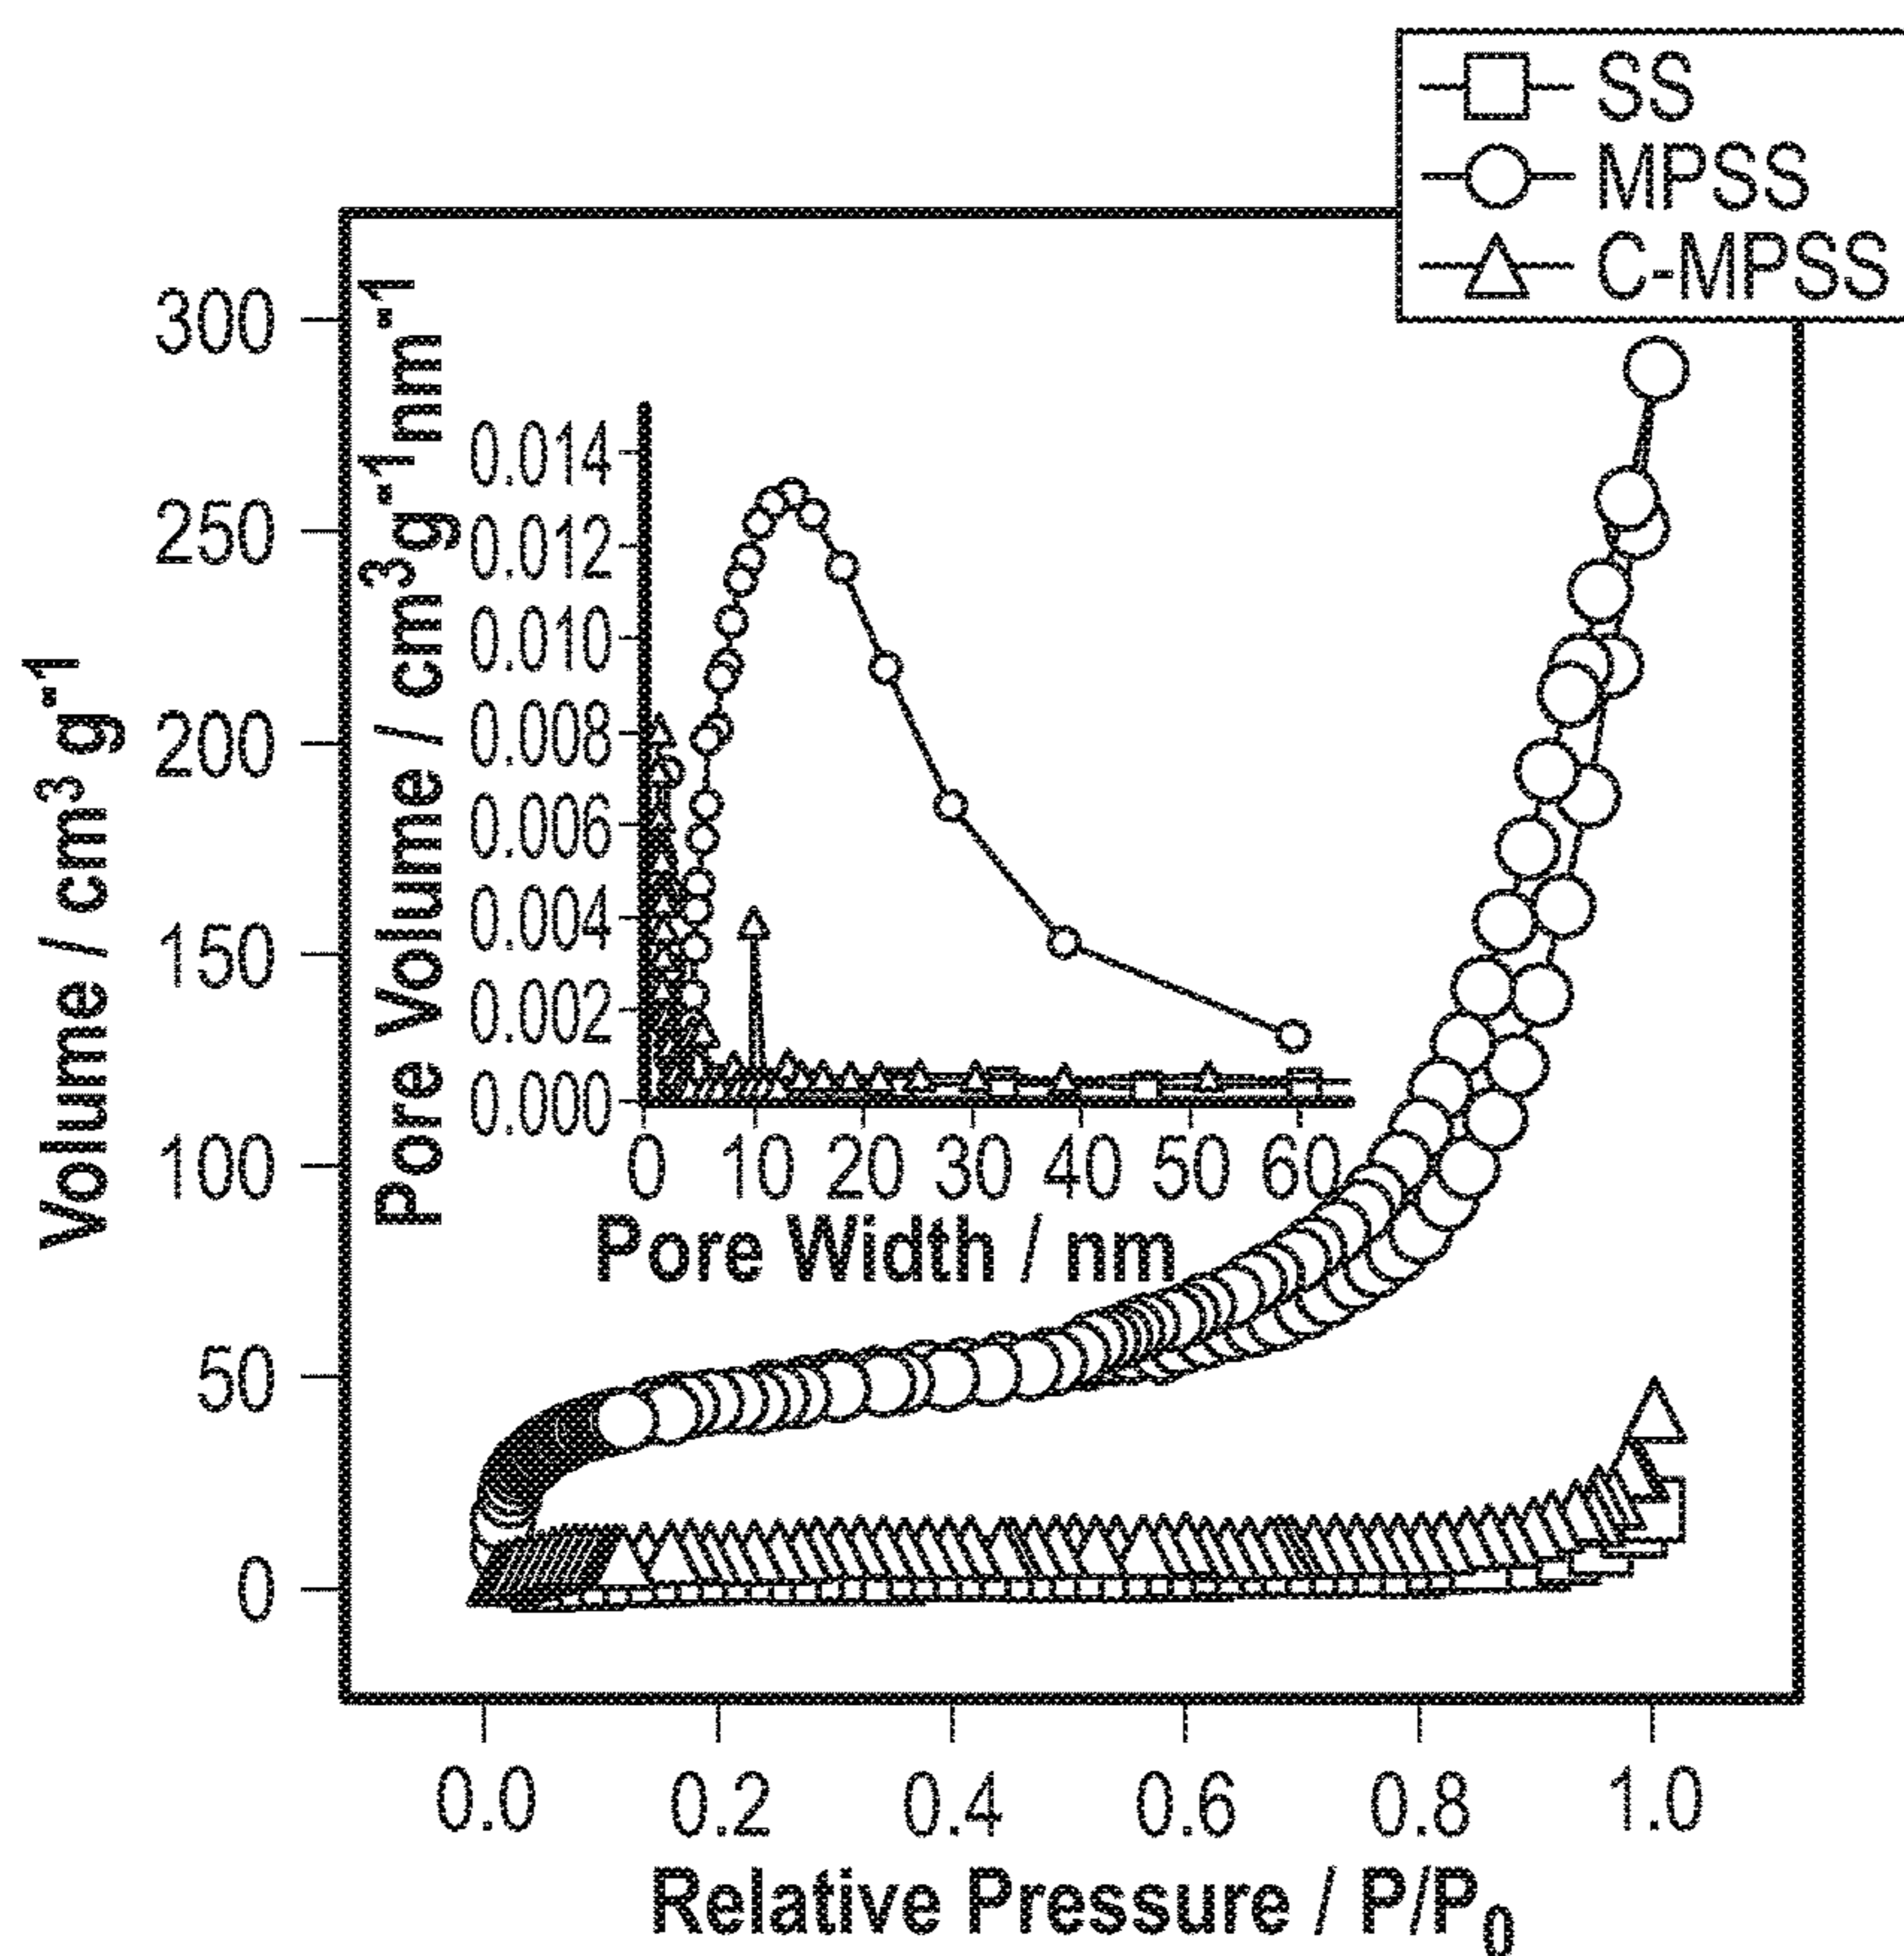 SS
MPSS
C-MPSS
Volume / cm³ g⁻¹
300
250
200
150
100
50
0
Pore Volume / cm³g⁻¹nm⁻¹
0.014
0.012
0.010
0.008
0.006
0.004
0.002
0.000
0 10 20 30 40 50 60
Pore Width / nm
0.0 0.2 0.4 0.6 0.8 1.0
Relative Pressure / P/P₀